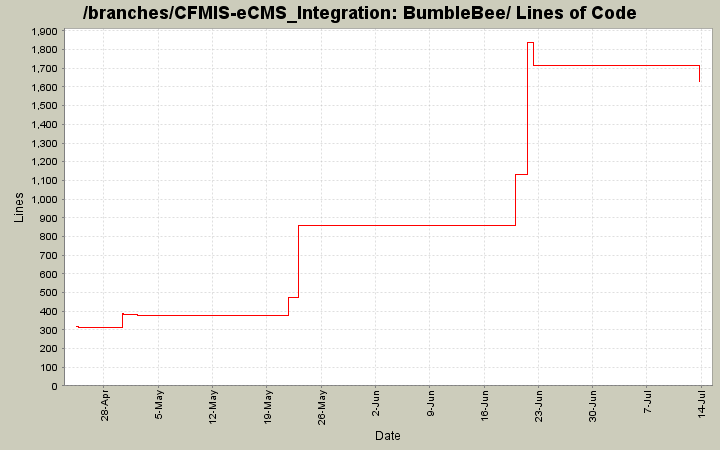 /branches/CFMIS-eCMS_Integration: BumbleBee/ Lines of Code
1,900
1,800
1,700
1,600
1,500
1,400
1,300
1,200
1,100
1,000
900
800
700
600
500
400
300
200
100
0
Lines
28-Apr
5-May
12-May
19-May
26-May
2-Jun
9-Jun
16-Jun
23-Jun
30-Jun
7-Jul
14-Jul
Date